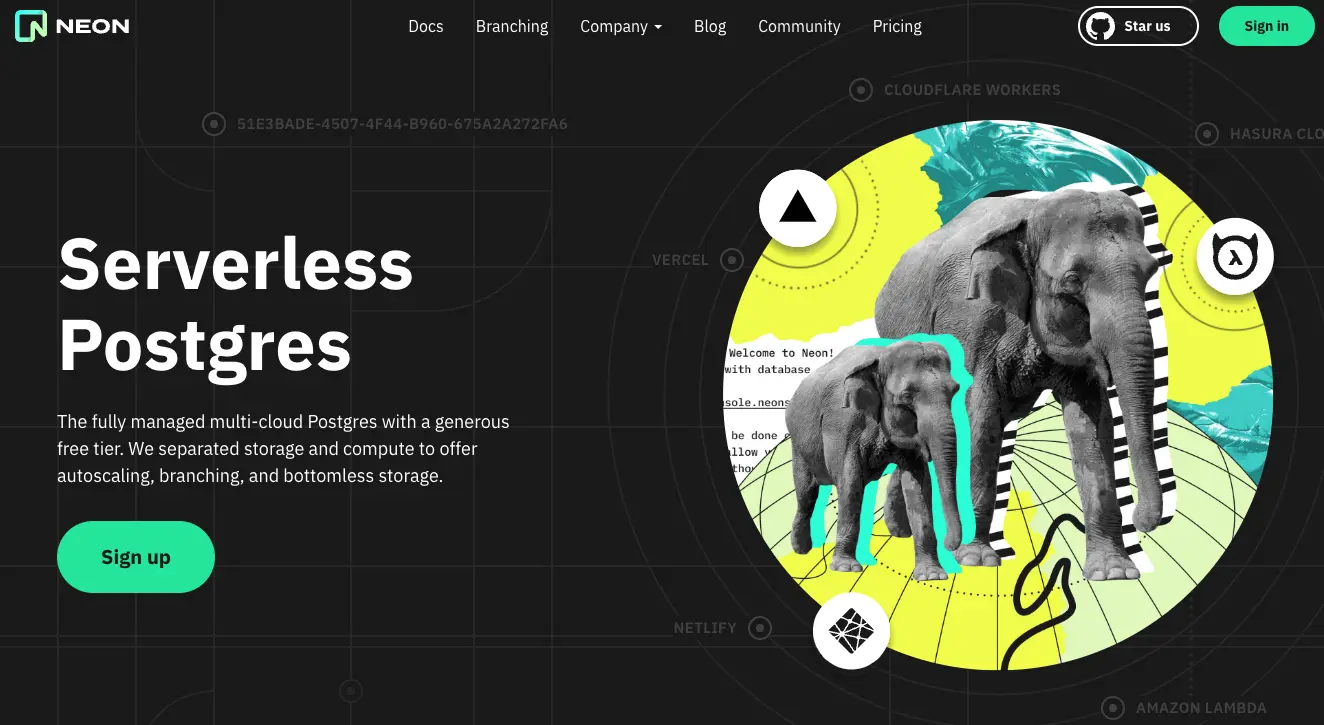 NEON
Docs
Branching
Company
Blog
Community
Pricing
Star us
Sign in
CLOUDFLARE WORKERS
51E3BADE-4507-4F44-B960-675A2A272FA6
HASURA CLO
VERCEL
Serverless
Postgres
Welcome to Neon!
with database
nsole.neons
be done
allow
thou
The fully managed multi-cloud Postgres with a generous
free tier. We separated storage and compute to offer
autoscaling, branching, and bottomless storage.
Sign up
NETLIFY
AMAZON LAMBDA